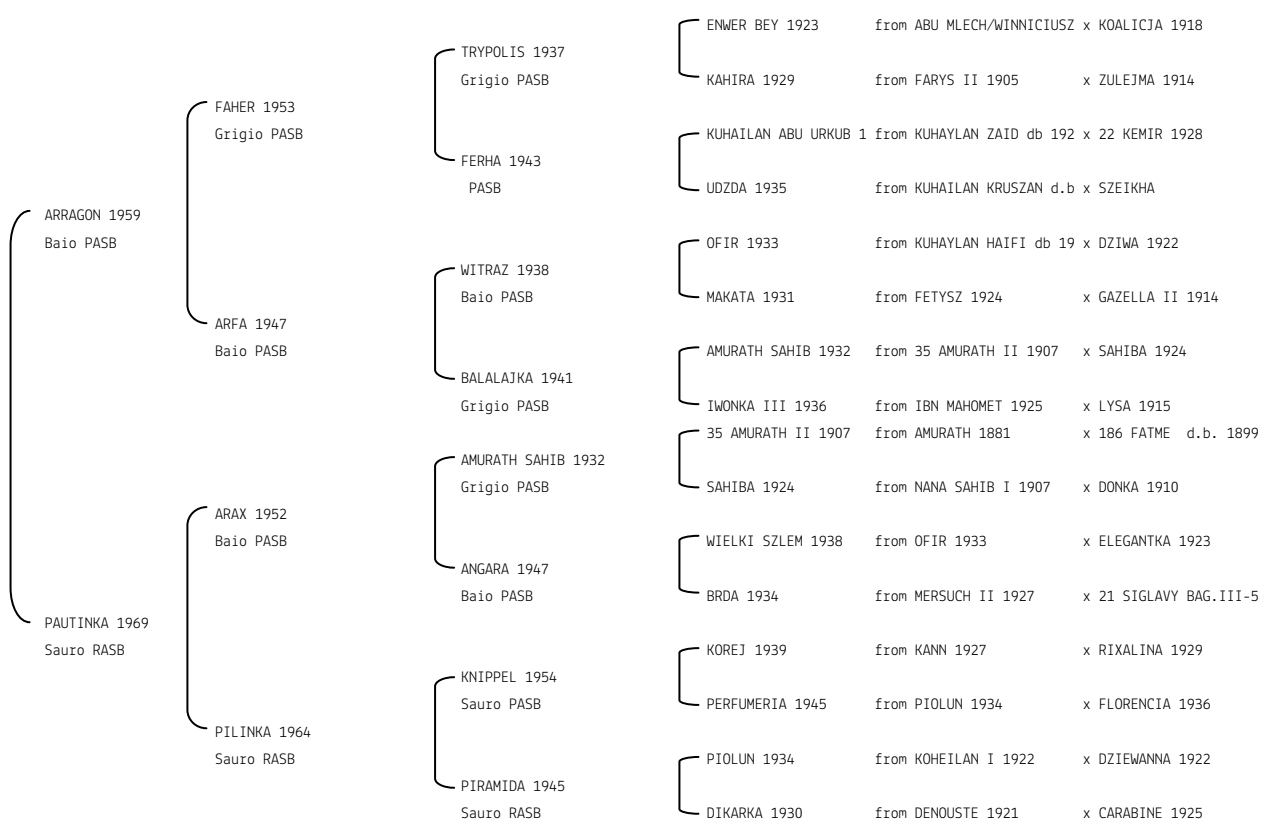 ENWER BEY 1923 from ABU MLECH/WINNICIUSZ x KOALICJA 1918
TRYPOLIS 1937
Grigio PASB KAHIRA 1929 from FARYS II 1905 x ZULEJMA 1914
FAHER 1953
Grigio PASB KUHAILAN ABU URKUB 1 from KUHAYLAN ZAID db 192 x 22 KEMIR 1928
FERHA 1943
PASB UDZDA 1935 from KUHAILAN KRUSZAN d.b x SZEIKHA
ARRAGON 1959
Baio PASB OFIR 1933 from KUHAYLAN HAIFI db 19 x DZIWA 1922
WITRAZ 1938
Baio PASB MAKATA 1931 from FETYSZ 1924 x GAZELLA II 1914
ARFA 1947
Baio PASB AMURATH SAHIB 1932 from 35 AMURATH II 1907 x SAHIBA 1924
BALALAJKA 1941
Grigio PASB IWONKA III 1936 from IBN MAHOMET 1925 x LYSA 1915
35 AMURATH II 1907 from AMURATH 1881 x 186 FATME d.b. 1899
AMURATH SAHIB 1932
Grigio PASB SAHIBA 1924 from NANA SAHIB I 1907 x DONKA 1910
ARAX 1952
Baio PASB WIELKI SZLEM 1938 from OFIR 1933 x ELEGANTKA 1923
ANGARA 1947
Baio PASB BRDA 1934 from MERSUCH II 1927 x 21 SIGLAVY BAG.III-5
PAUTINKA 1969
Sauro RASB KOREJ 1939 from KANN 1927 x RIXALINA 1929
KNIPPEL 1954
Sauro PASB PERFUMERIA 1945 from PIOLUN 1934 x FLORENCIA 1936
PILINKA 1964
Sauro RASB PIOLUN 1934 from KOHEILAN I 1922 x DZIEWANNA 1922
PIRAMIDA 1945
Sauro RASB DIKARKA 1930 from DENOUSTE 1921 x CARABINE 1925